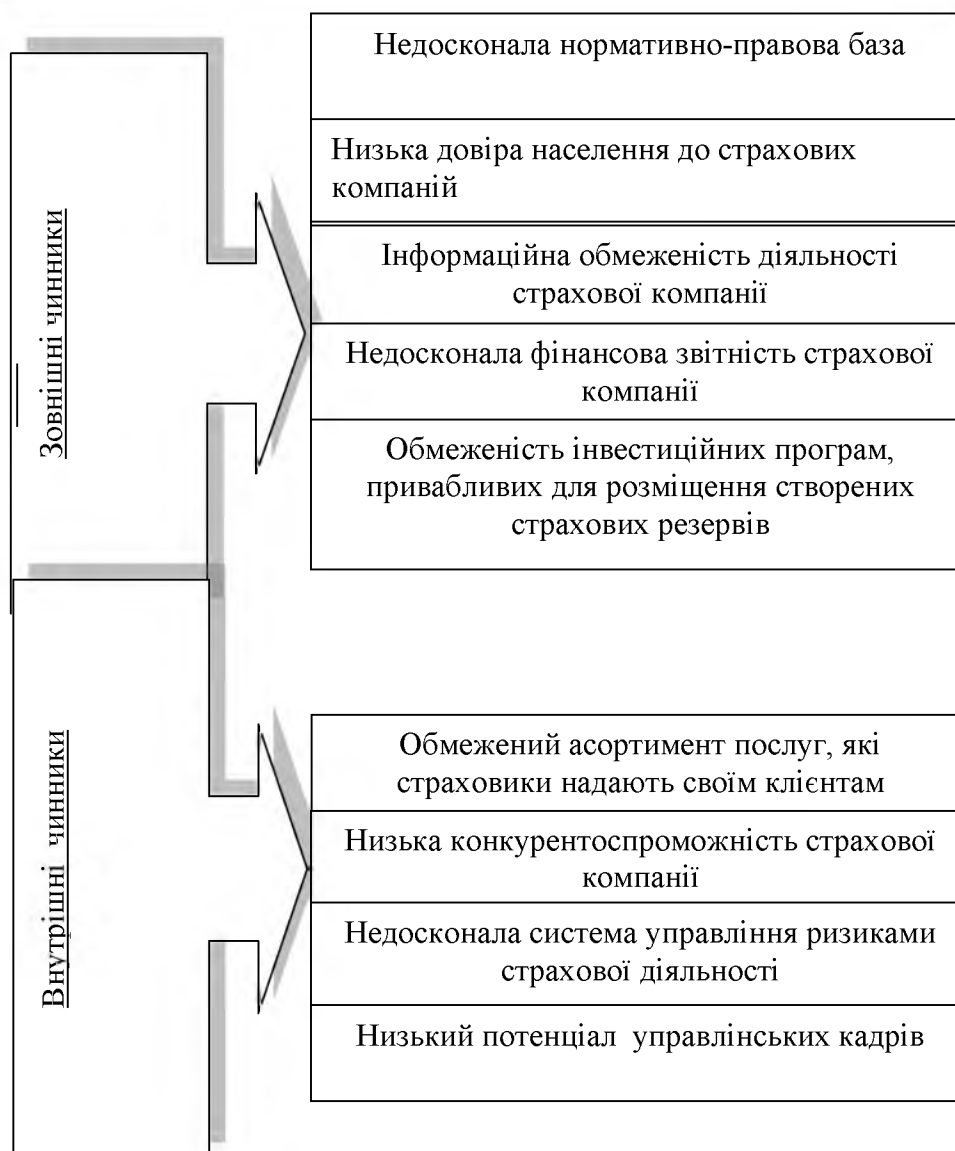 Зовнішні чинники
Недосконала нормативно-правова база
Низька довіра населення до страхових
компаній
Інформаційна обмеженість діяльності
страхової компанії
Недосконала фінансова звітність страхової
компанії
Обмеженість інвестиційних програм,
привабливих для розміщення створених
страхових резервів
Внутрішні чинники
Обмежений асортимент послуг, які
страховики надають своїм клієнтам
Низька конкурентоспроможність страхової
компанії
Недосконала система управління ризиками
страхової діяльності
Низький потенціал управлінських кадрів